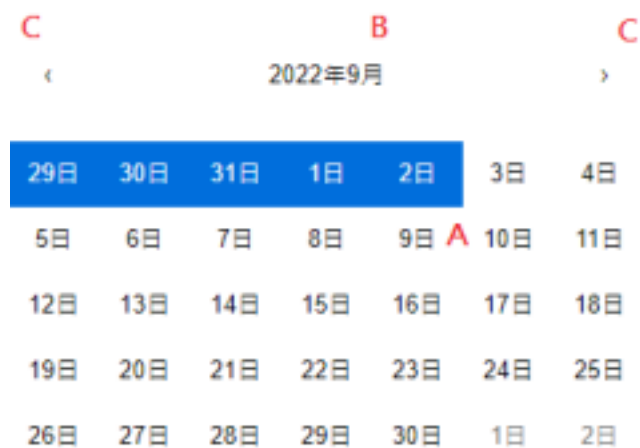 C B C
‹ 2022年9月 ›
29日 30日 31日 1日 2日 3日 4日
5日 6日 7日 8日 9日 A 10日 11日
12日 13日 14日 15日 16日 17日 18日
19日 20日 21日 22日 23日 24日 25日
26日 27日 28日 29日 30日 1日 2日